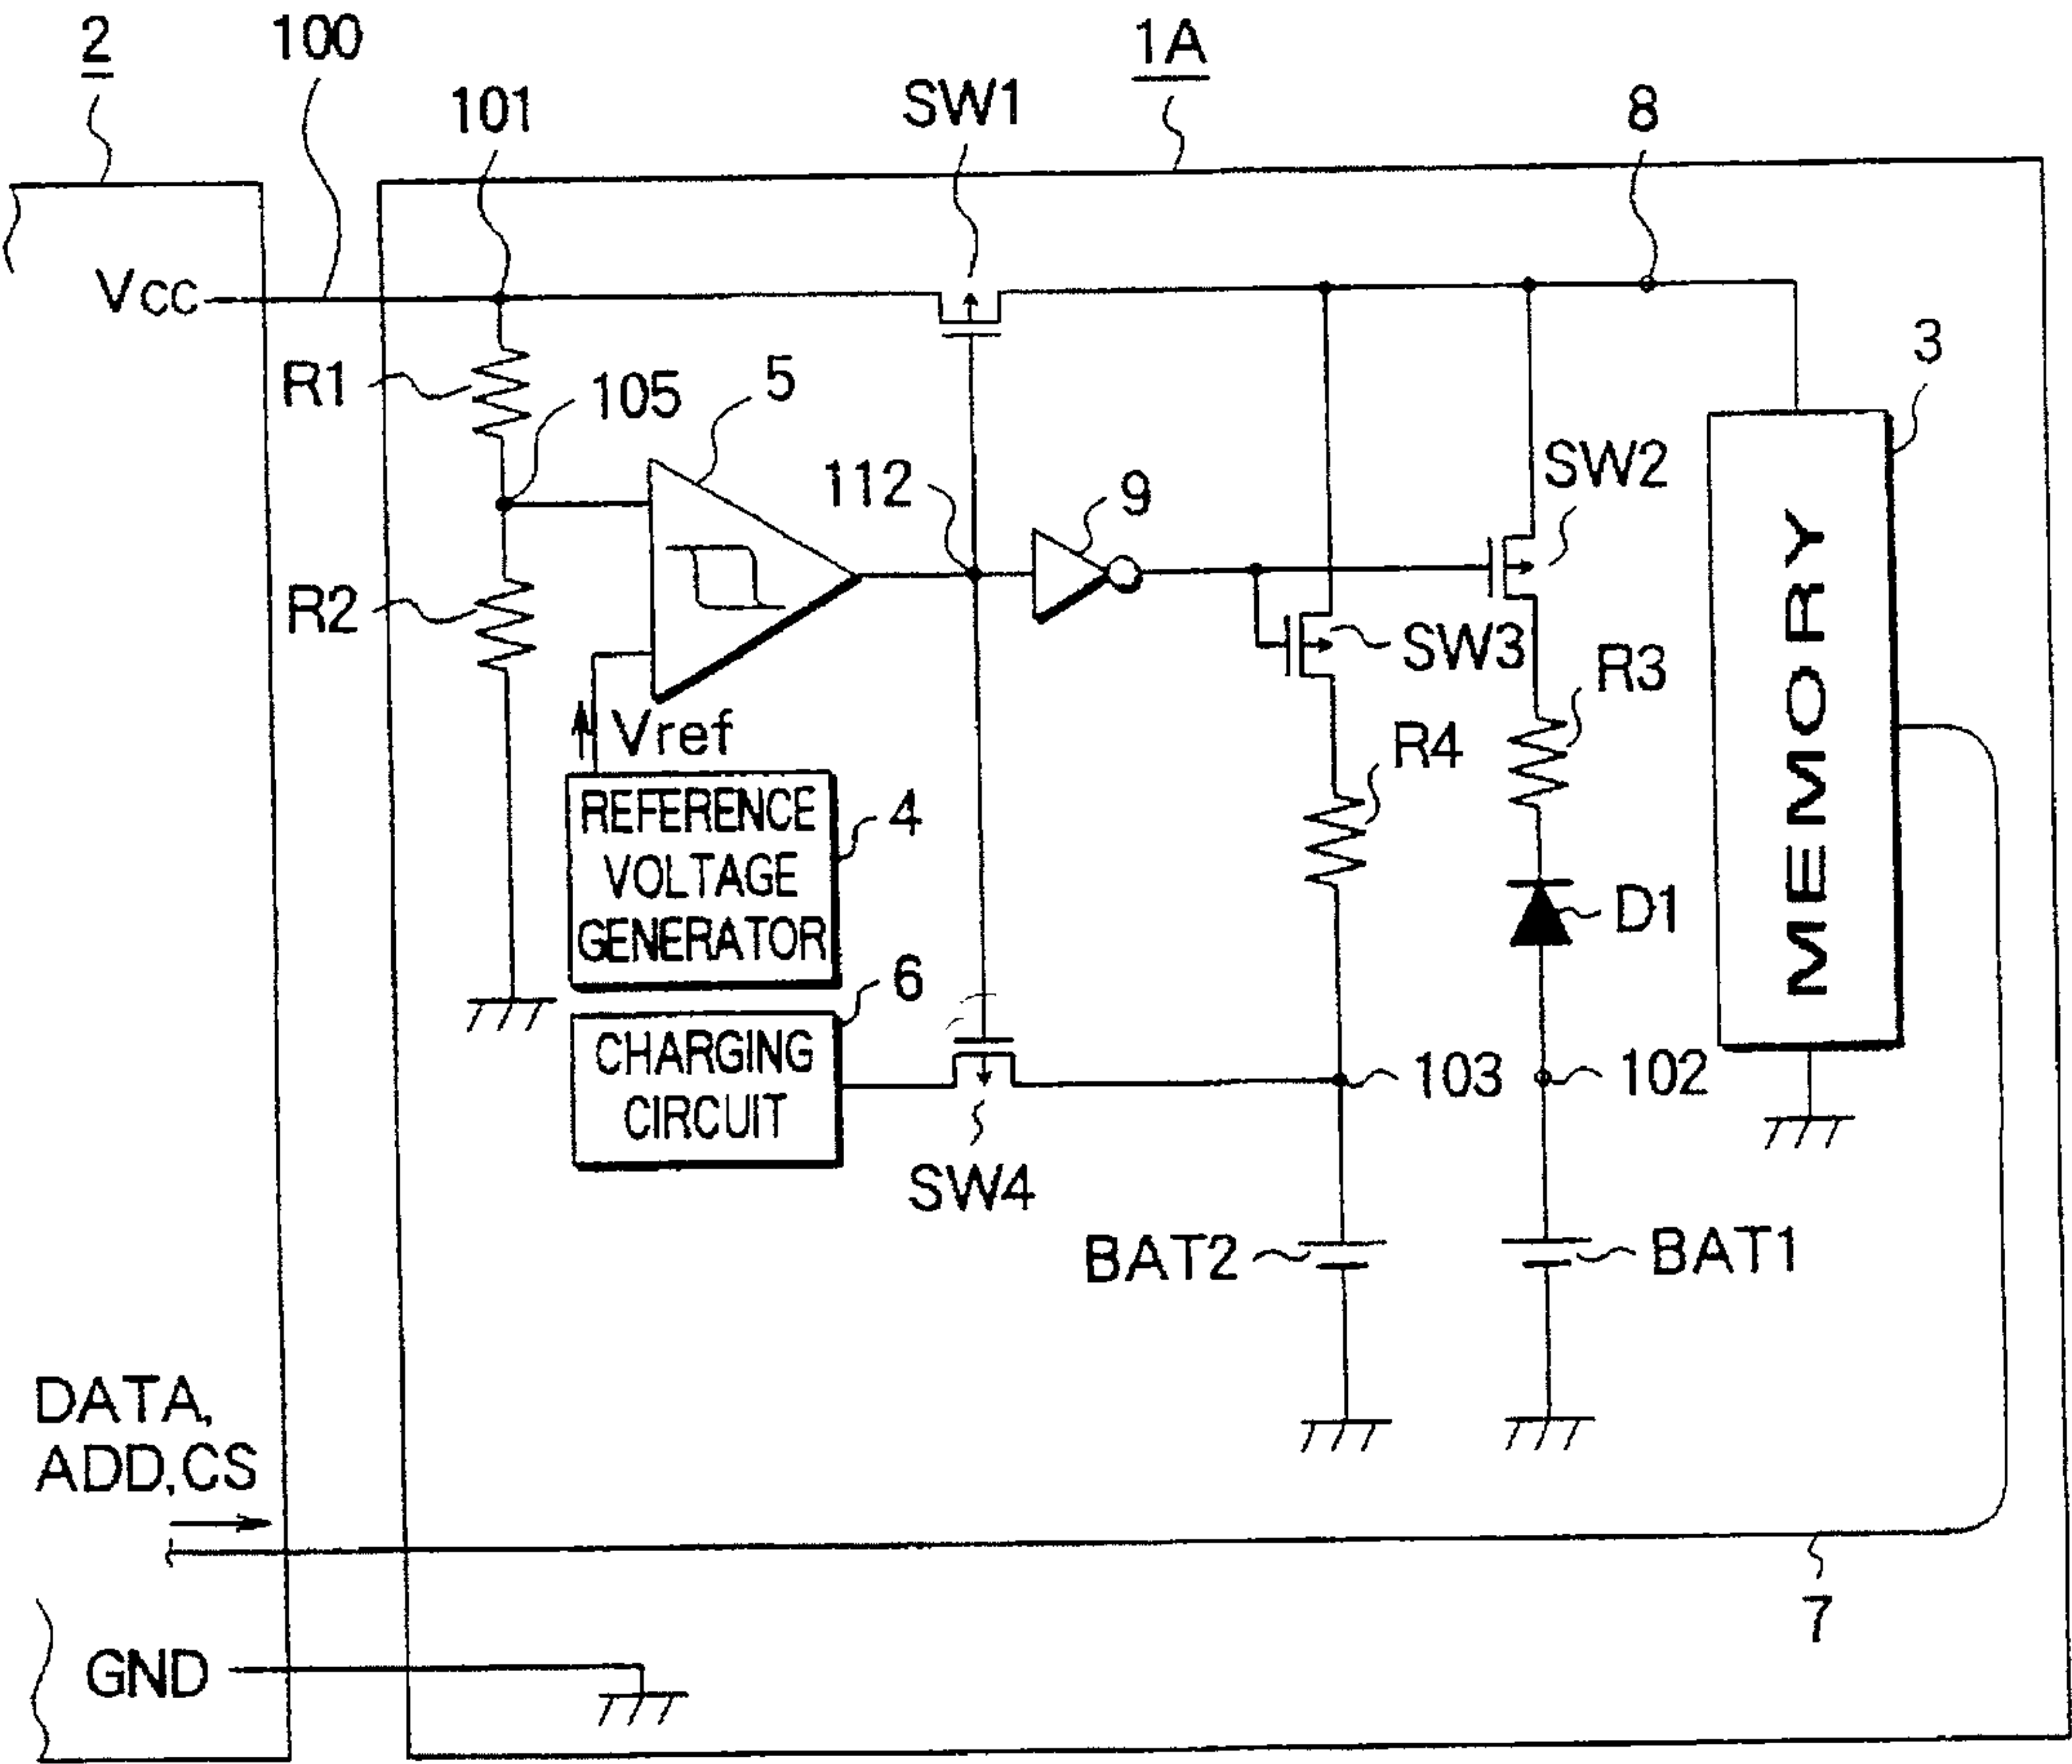 2
100
101
SW1
1A
8
VCC
R1
105
5
3
112
9
SW2
R2
SW3
R3
Vref
R4
MEMORY
REFERENCE
VOLTAGE
GENERATOR
4
D1
6
CHARGING
CIRCUIT
103
102
SW4
BAT2
BAT1
DATA,
ADD,CS
7
GND